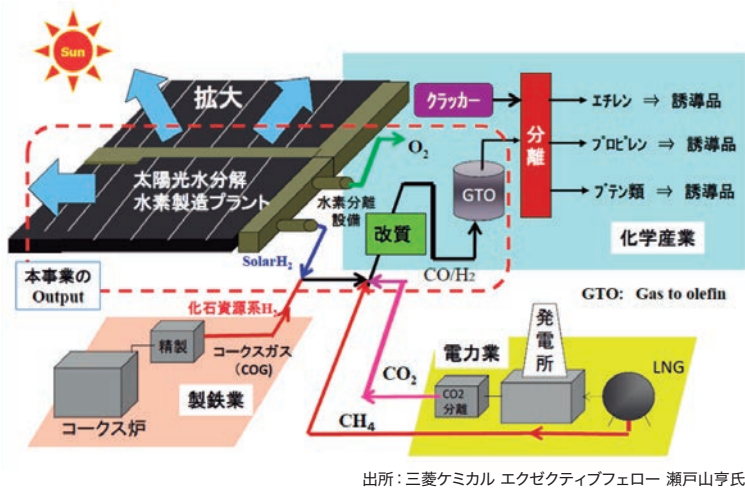 Sun
拡大
太陽光水分解
水素製造プラント
水素分離
設備
O₂
SolarH₂
クラッカー
分離
エチレン ⇒ 誘導品
プロピレン ⇒ 誘導品
ブテン類 ⇒ 誘導品
GTO
改質
CO/H₂
化学産業
本事業の
Output
GTO: Gas to olefin
化石資源系H₂
精製
コークスガス
(COG)
製鉄業
コークス炉
CO₂
CH₄
電力業
発電所
LNG
CO2
分離
出所：三菱ケミカル エクゼクティブフェロー 瀬戸山亨氏